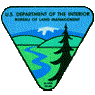 U.S. DEPARTMENT OF THE INTERIOR
BUREAU OF LAND MANAGEMENT